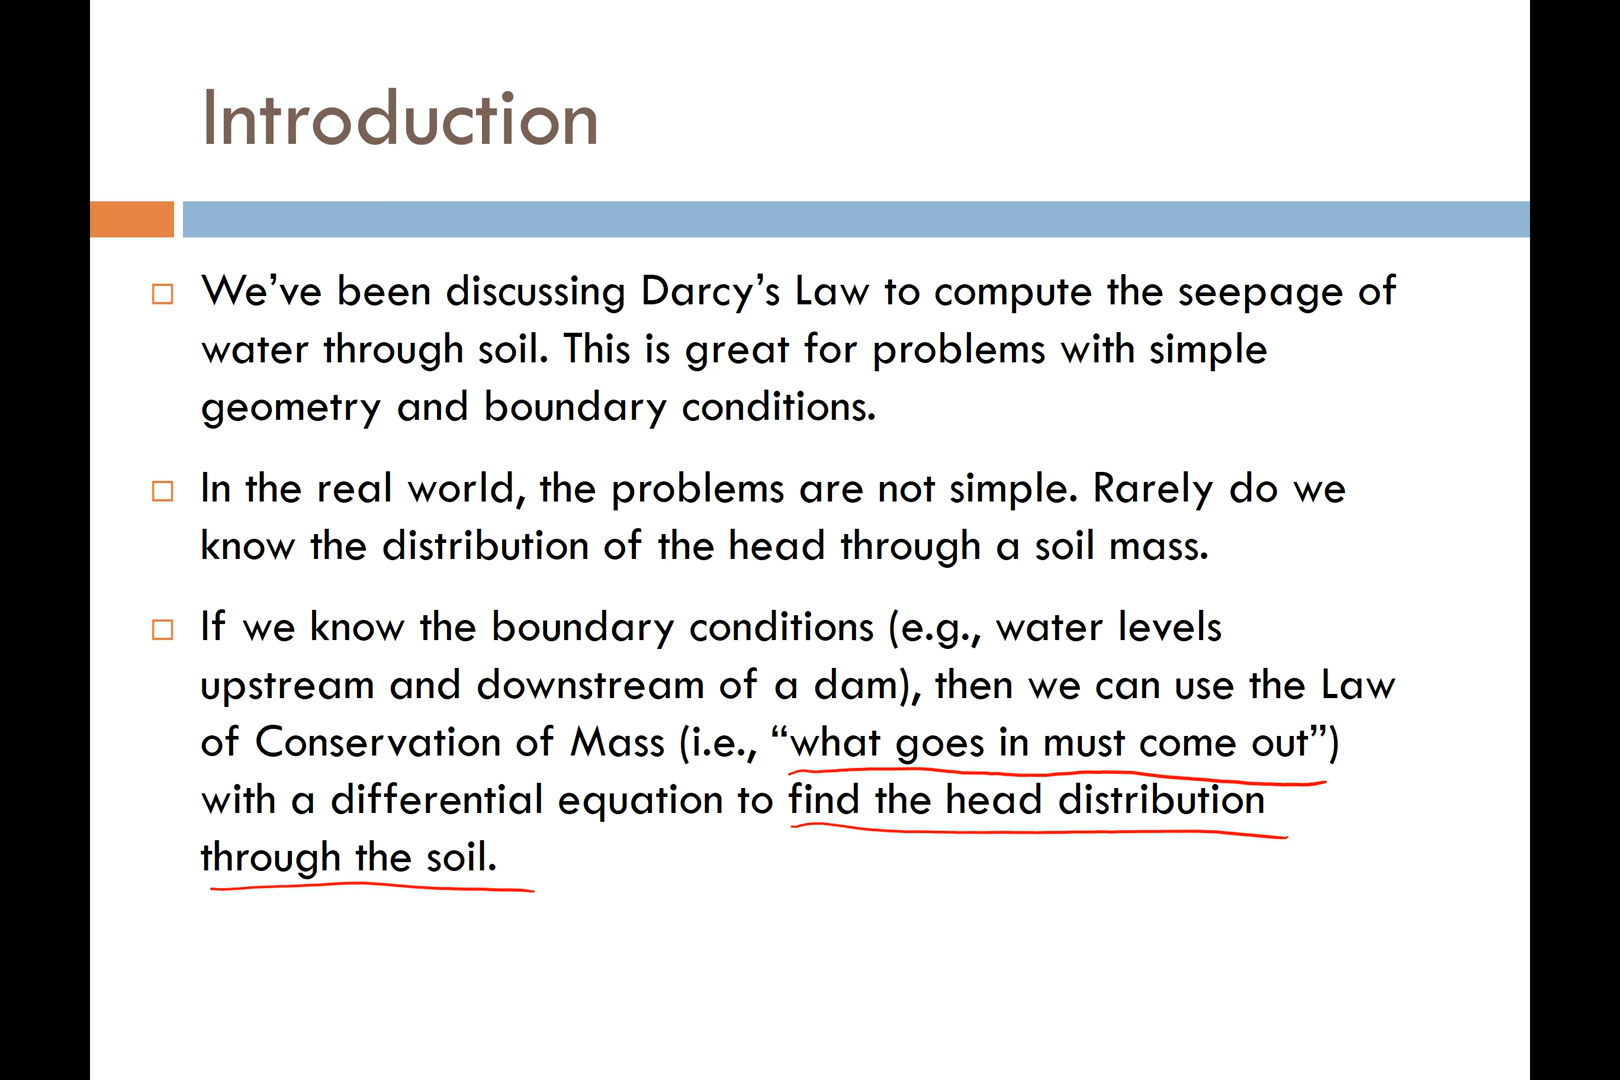 Introduction
We’ve been discussing Darcy’s Law to compute the seepage of
water through soil. This is great for problems with simple
geometry and boundary conditions.
In the real world, the problems are not simple. Rarely do we
know the distribution of the head through a soil mass.
If we know the boundary conditions (e.g., water levels
upstream and downstream of a dam), then we can use the Law
of Conservation of Mass (i.e., “what goes in must come out”)
with a differential equation to find the head distribution
through the soil.